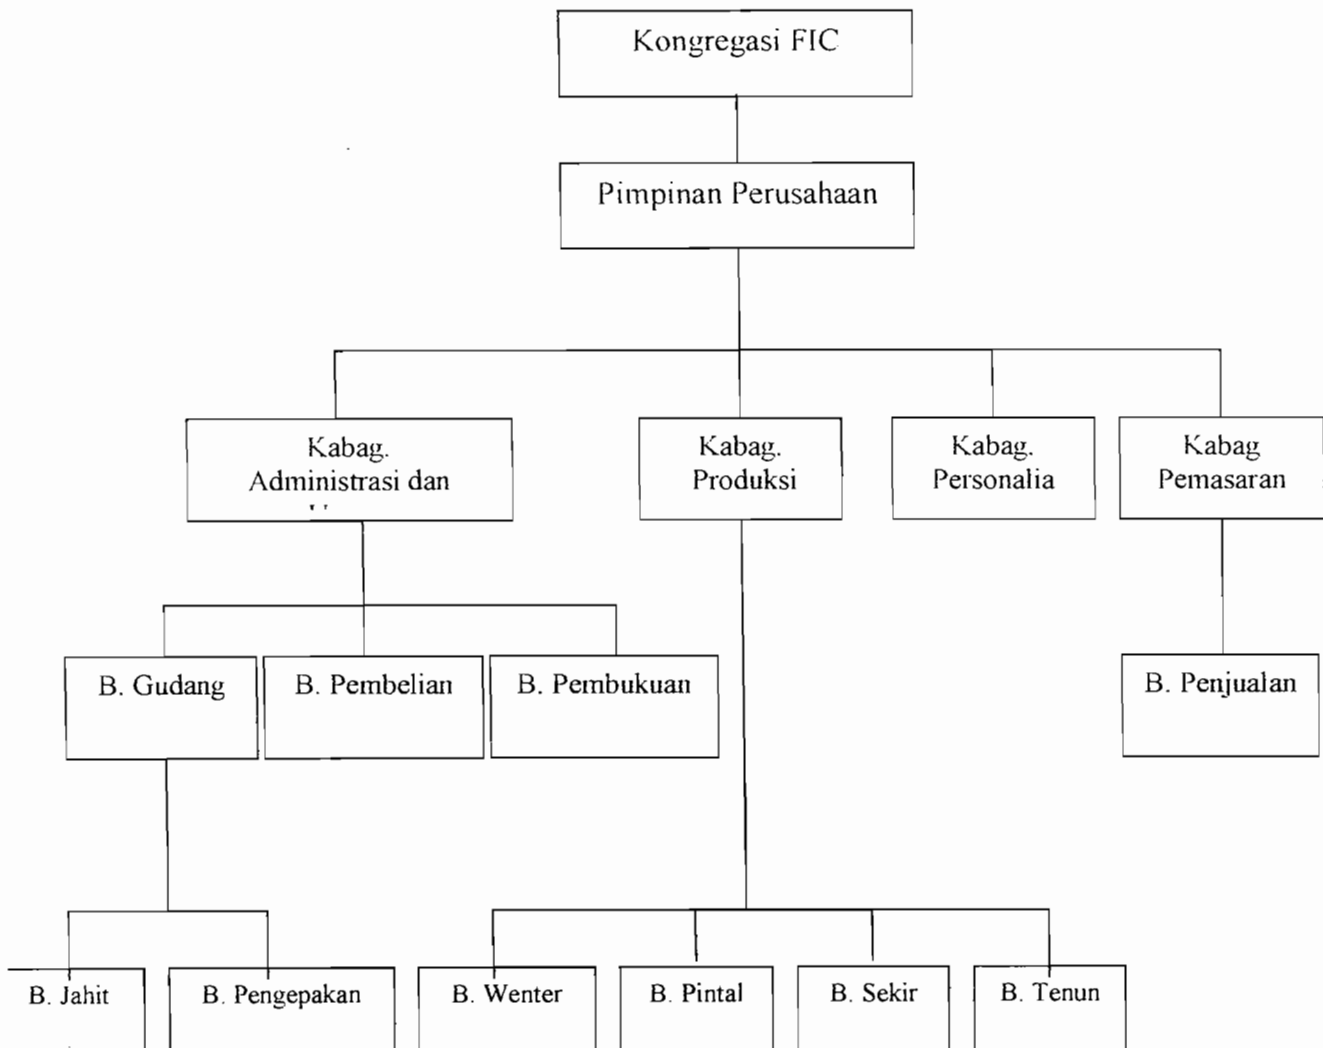 Kongregasi FIC
Pimpinan Perusahaan
Kabag.
Administrasi dan
Kabag.
Produksi
Kabag.
Personalia
Kabag
Pemasaran
B. Gudang
B. Pembelian
B. Pembukuan
B. Penjualan
B. Jahit
B. Pengepakan
B. Wenter
B. Pintal
B. Sekir
B. Tenun